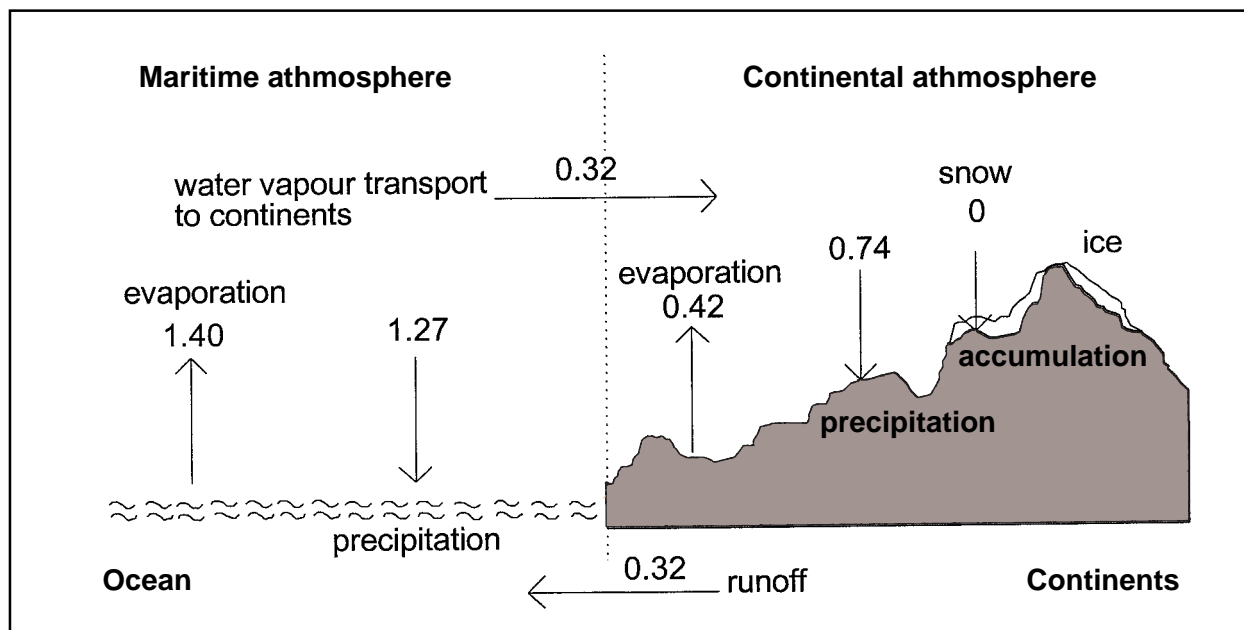 Maritime athmosphere
Continental athmosphere
0.32
water vapour transport
to continents
snow
0
ice
0.74
evaporation
0.42
evaporation
1.40
1.27
accumulation
precipitation
precipitation
0.32
runoff
Ocean
Continents